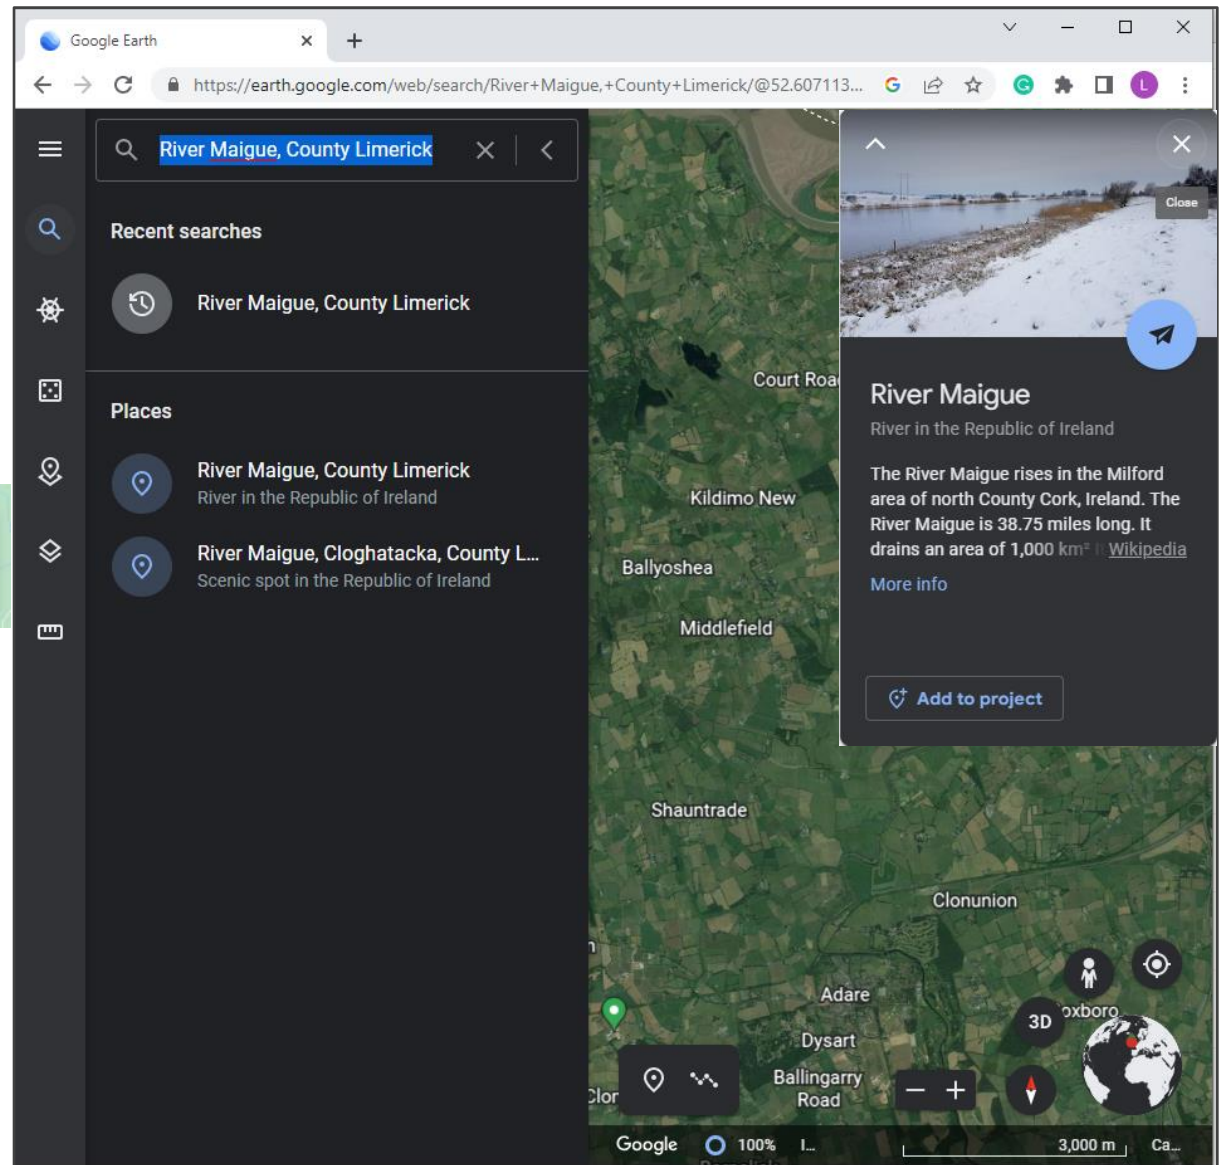 Google Earth
https://earth.google.com/web/search/River+Maigue,+County+Limerick/@52.607113...
L
River Maigue, County Limerick
Recent searches
River Maigue, County Limerick
Places
River Maigue, County Limerick
River in the Republic of Ireland
River Maigue, Cloghatacka, County L...
Scenic spot in the Republic of Ireland
Close
River Maigue
River in the Republic of Ireland
The River Maigue rises in the Milford
area of north County Cork, Ireland. The
River Maigue is 38.75 miles long. It
drains an area of 1,000 km² Wikipedia
More info
Add to project
Court Roa
Kildimo New
Ballyoshea
Middlefield
Shauntrade
Clonunion
Adare
oxboro
3D
Dysart
Ballingarry
Road
Clor
Google
100%
I...
3,000 m
Ca...